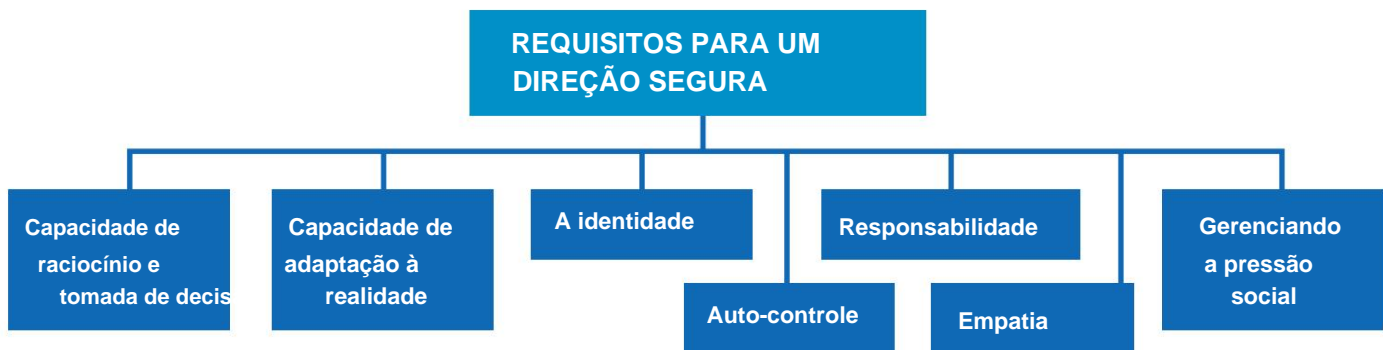 REQUISITOS PARA UM
DIREÇÃO SEGURA
Capacidade de
raciocínio e
tomada de decis
Capacidade de
adaptação à
realidade
A identidade
Auto-controle
Responsabilidade
Empatia
Gerenciando
a pressão
social